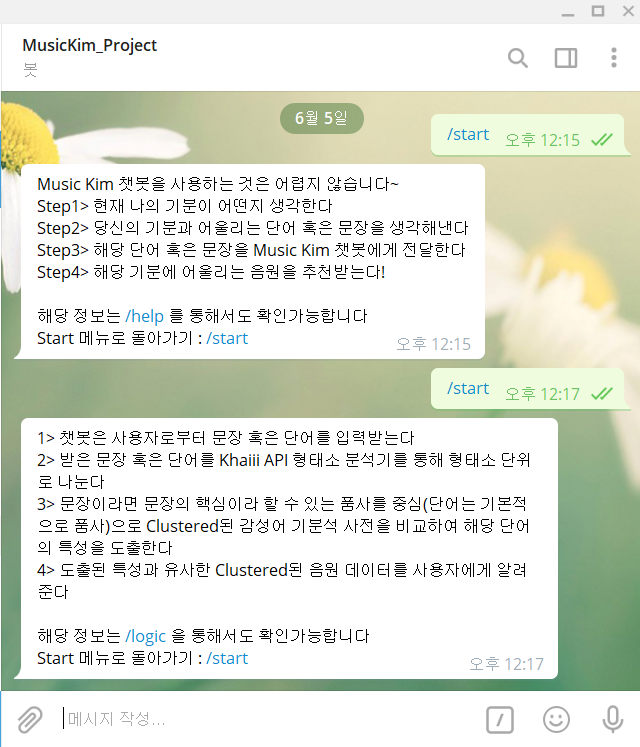 MusicKim_Project
봇
6월 5일
/start 오후 12:15
Music Kim 챗봇을 사용하는 것은 어렵지 않습니다~
Step1> 현재 나의 기분이 어떤지 생각한다
Step2> 당신의 기분과 어울리는 단어 혹은 문장을 생각해낸다
Step3> 해당 단어 혹은 문장을 Music Kim 챗봇에게 전달한다
Step4> 해당 기분에 어울리는 음원을 추천받는다!
해당 정보는 /help 를 통해서도 확인가능합니다
Start 메뉴로 돌아가기 : /start
오후 12:15
/start 오후 12:17
1> 챗봇은 사용자로부터 문장 혹은 단어를 입력받는다
2> 받은 문장 혹은 단어를 Khaiii API 형태소 분석기를 통해 형태소 단위
로 나눈다
3> 문장이라면 문장의 핵심이라 할 수 있는 품사를 중심(단어는 기본적
으로 품사)으로 Clustered된 감성어 기분석 사전을 비교하여 해당 단어
의 특성을 도출한다
4> 도출된 특성과 유사한 Clustered된 음원 데이터를 사용자에게 알려
준다
해당 정보는 /logic 을 통해서도 확인가능합니다
Start 메뉴로 돌아가기 : /start
오후 12:17
메시지 작성...